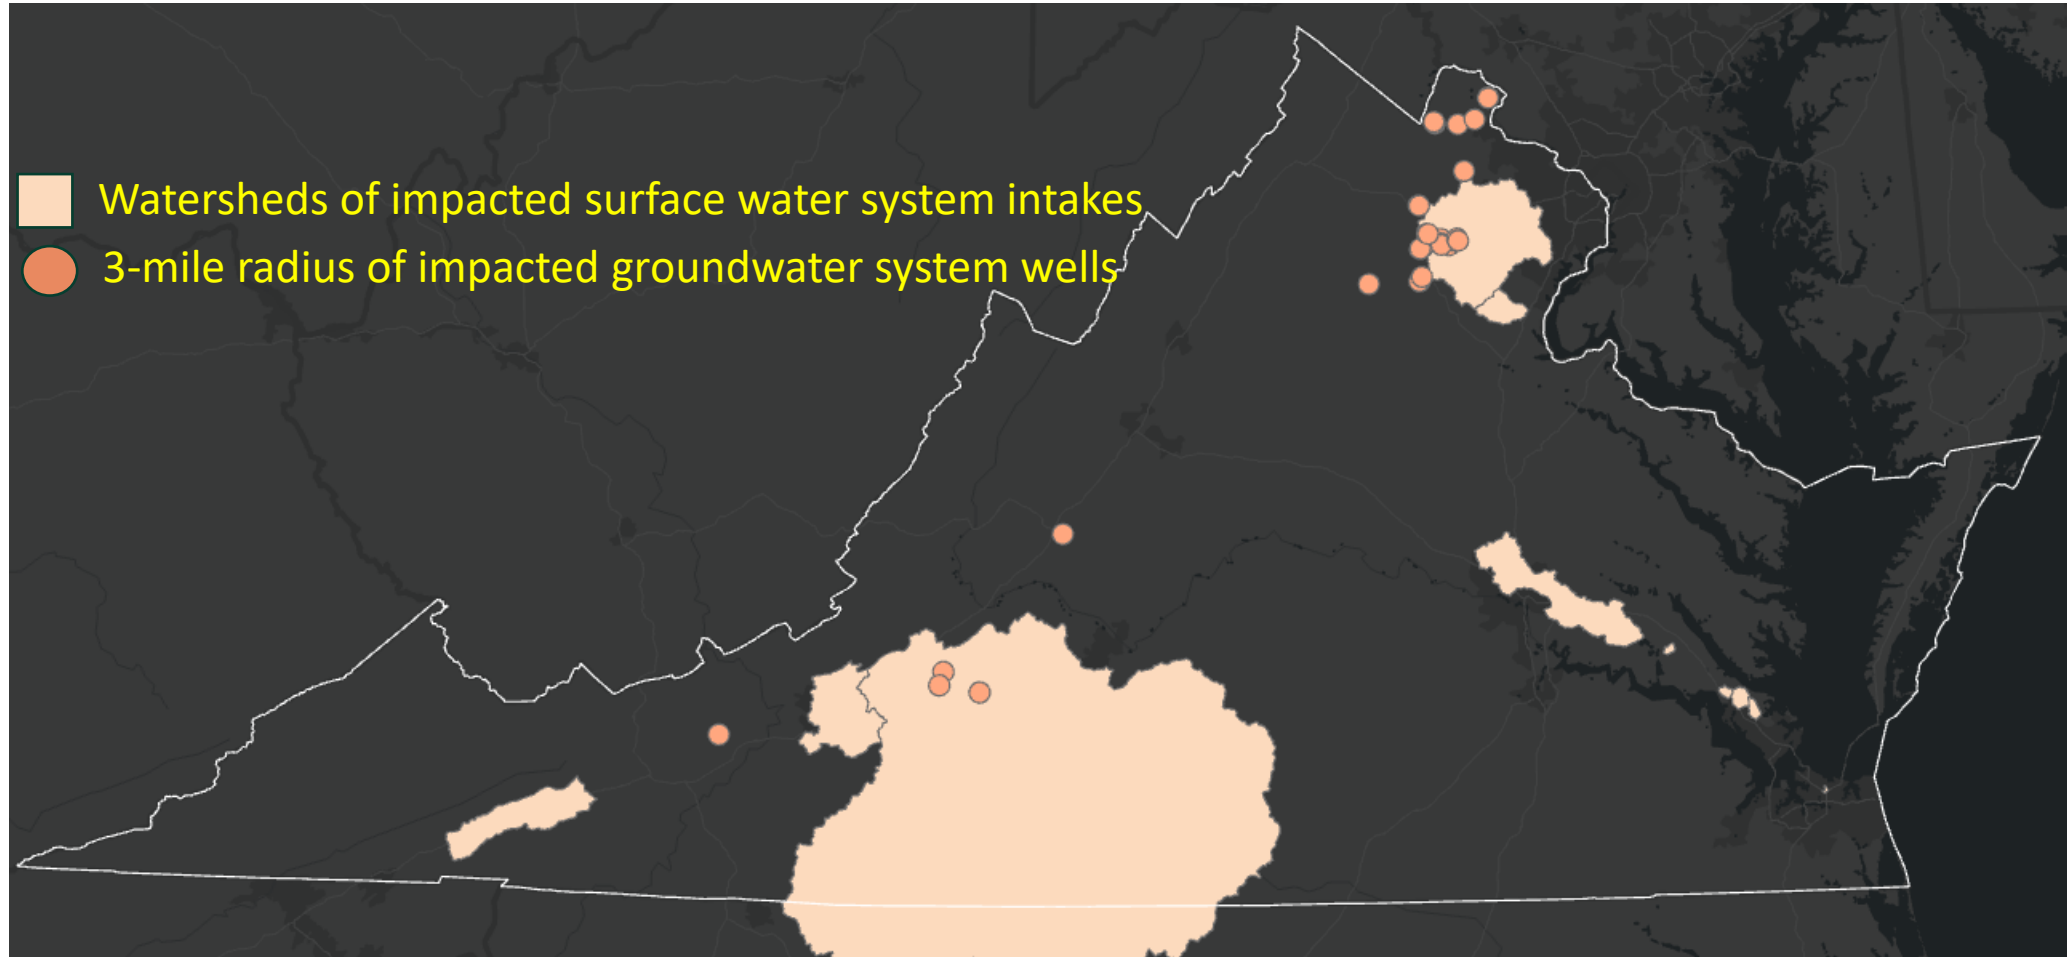 Watersheds of impacted surface water system intakes
3-mile radius of impacted groundwater system wells